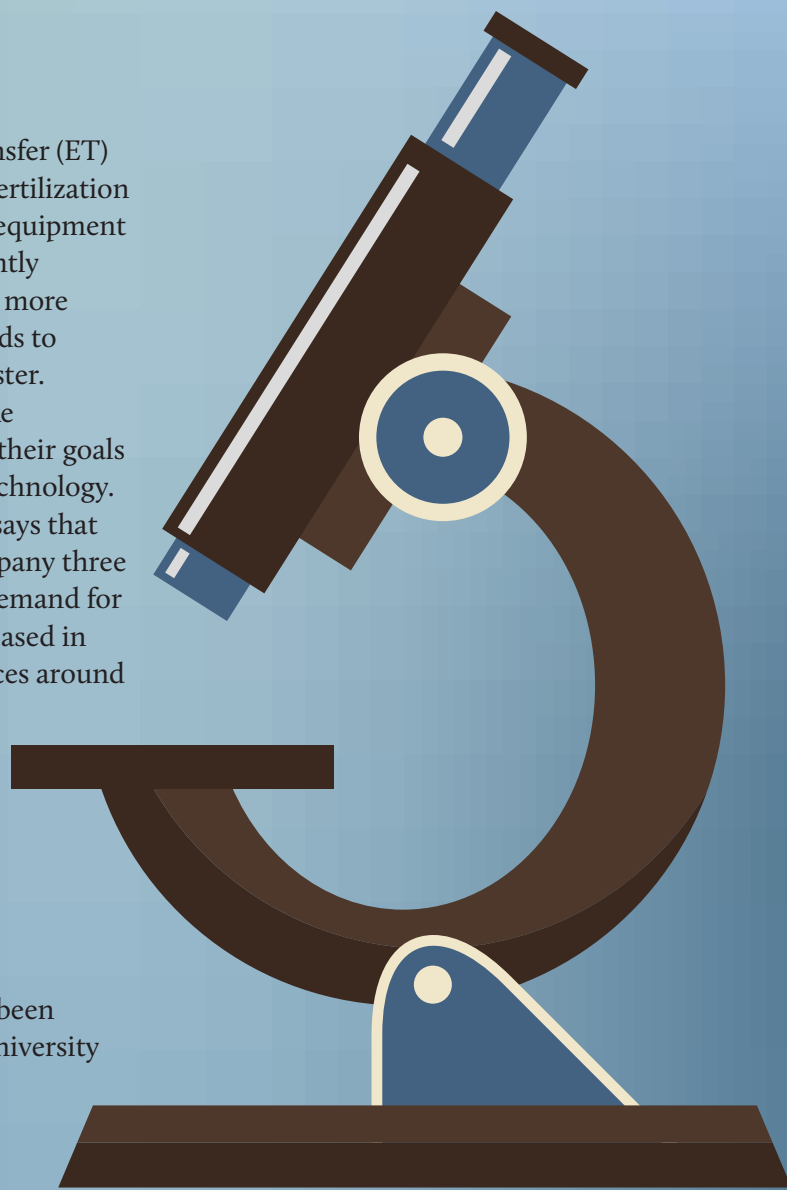 nsfer (ET)
ertilization
equipment
ntly
more
ds to
ster.
e
their goals
chnology.
says that
pany three
emand for
ased in
ces around
been
niversity